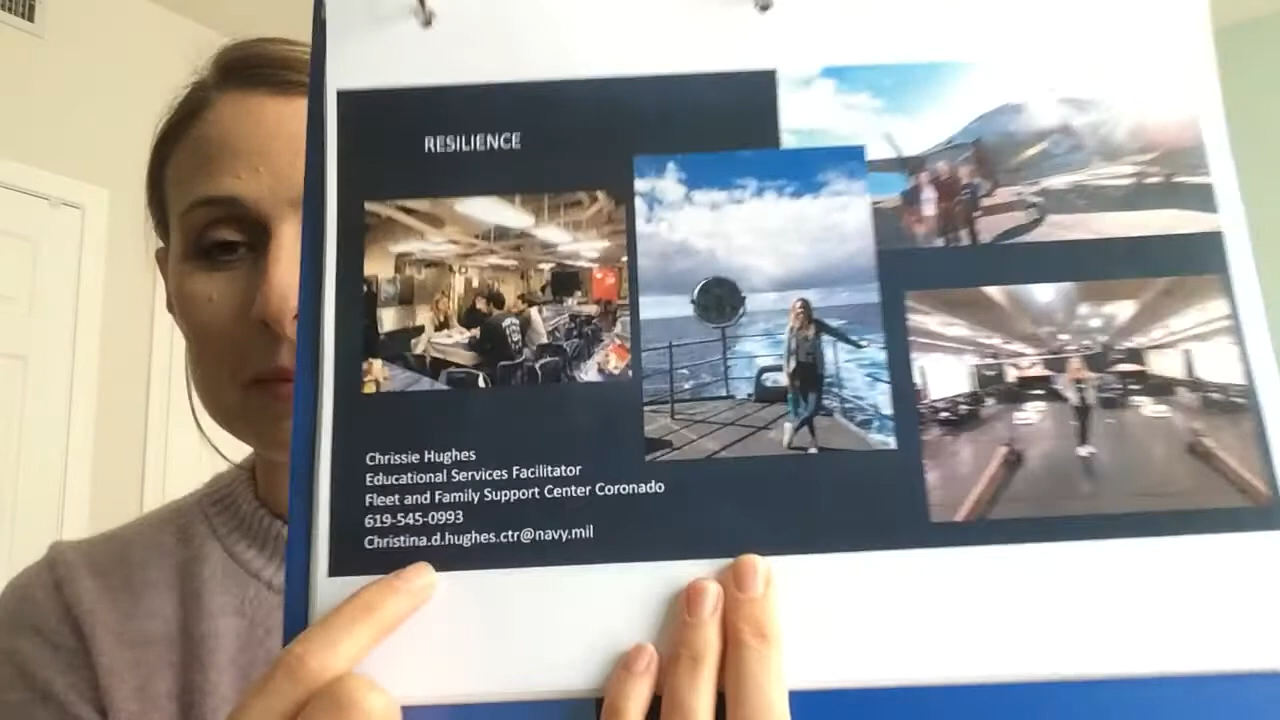 RESILIENCE
Chrissie Hughes
Educational Services Facilitator
Fleet and Family Support Center Coronado
619-545-0993
Christina.d.hughes.ctr@navy.mil